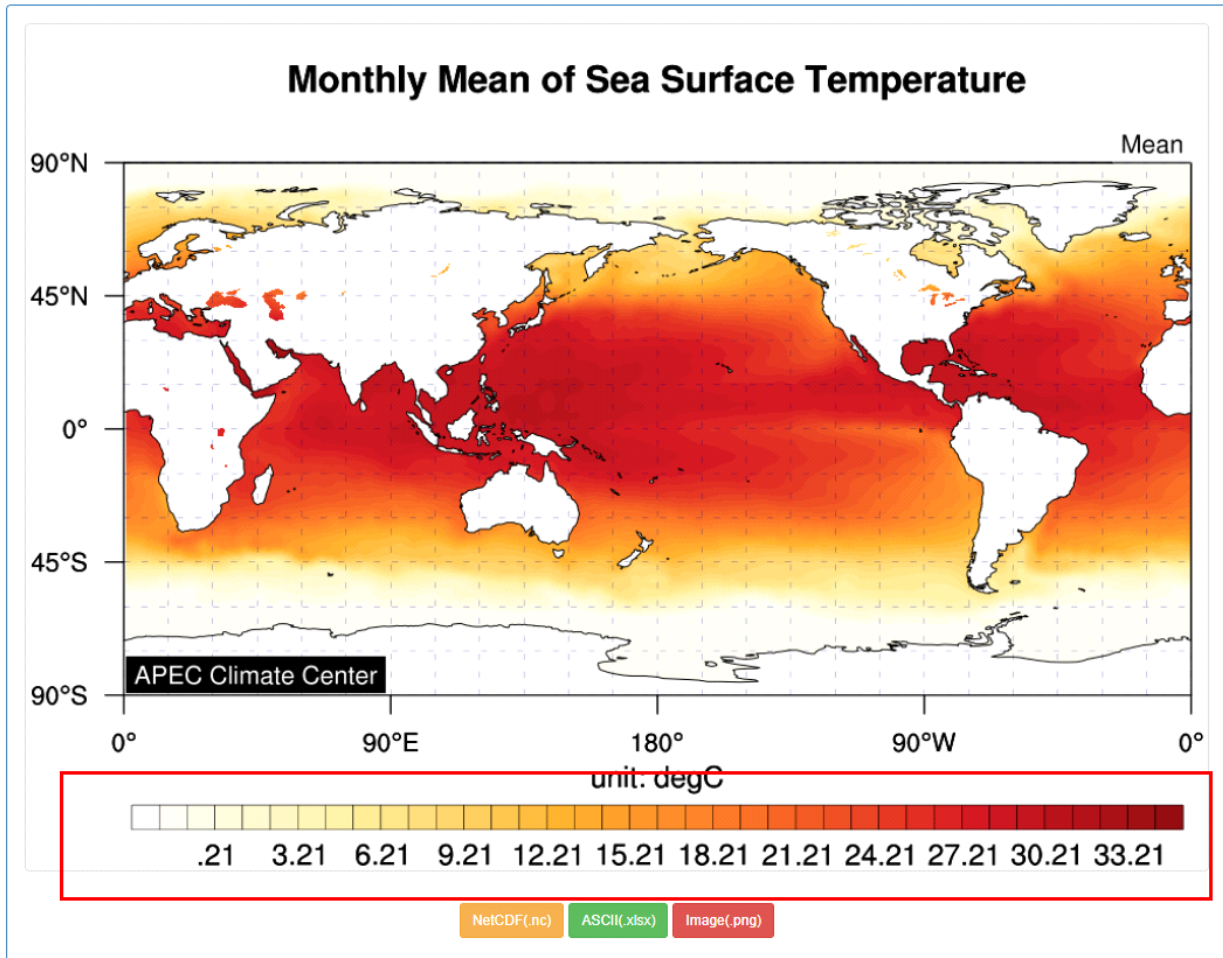 Monthly Mean of Sea Surface Temperature
Mean
90°N
45°N
0°
45°S
APEC Climate Center
90°S
0° 90°E 180° 90°W 0°
unit: degC
.21 3.21 6.21 9.21 12.21 15.21 18.21 21.21 24.21 27.21 30.21 33.21
NetCDF(.nc) ASCII(.xlsx) Image(.png)